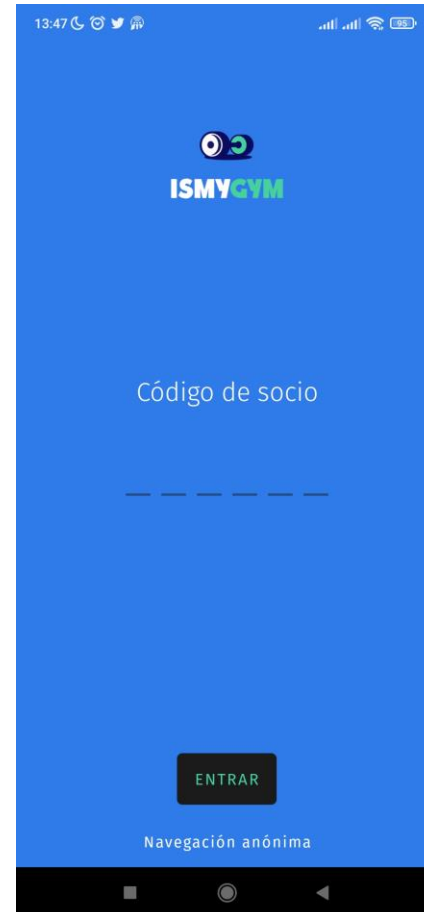 13:47
95
ISMYGYM
Código de socio
ENTRAR
Navegación anónima